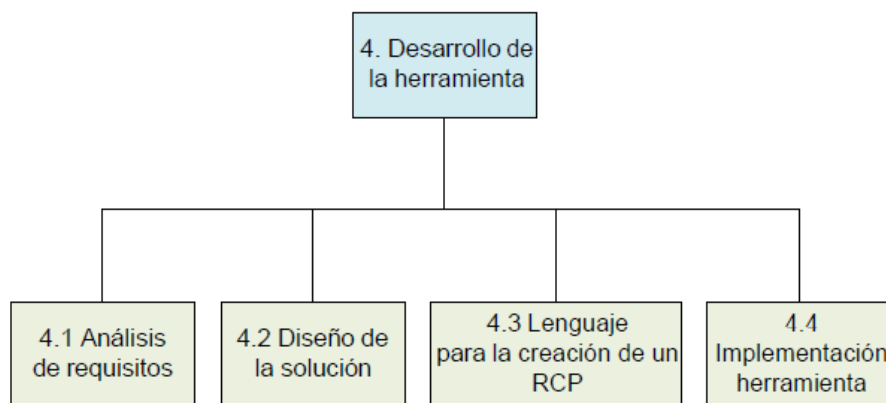 4. Desarrollo de
la herramienta
4.1 Análisis
de requisitos
4.2 Diseño de
la solución
4.3 Lenguaje
para la creación de un
RCP
4.4
Implementación
herramienta